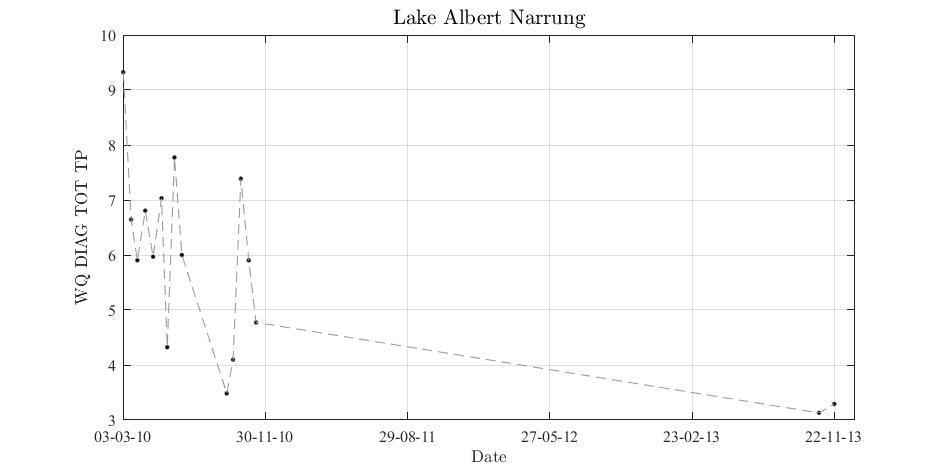 Lake Albert Narrung
10
9
8
7
6
5
4
3
WQ DIAG TOT TP
03-03-10 30-11-10 29-08-11 27-05-12 23-02-13 22-11-13
Date